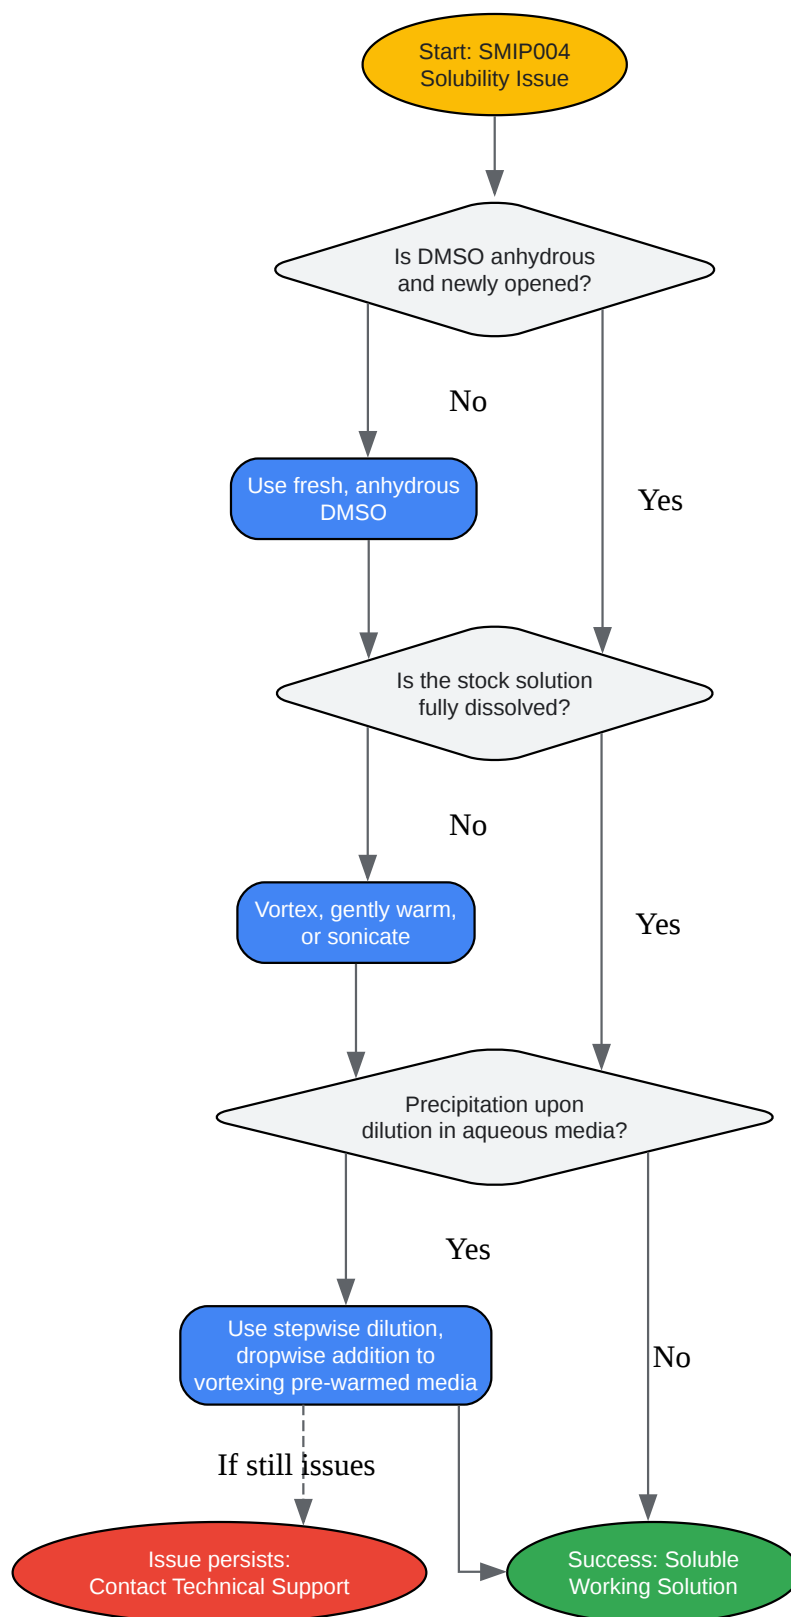 Start: SMIP004
Solubility Issue
Is DMSO anhydrous
and newly opened?
No
Use fresh, anhydrous
DMSO
Yes
Is the stock solution
fully dissolved?
No
Vortex, gently warm,
or sonicate
Yes
Precipitation upon
dilution in aqueous media?
Yes
Use stepwise dilution,
dropwise addition to
vortexing pre-warmed media
No
If still issues
Issue persists:
Contact Technical Support
Success: Soluble
Working Solution